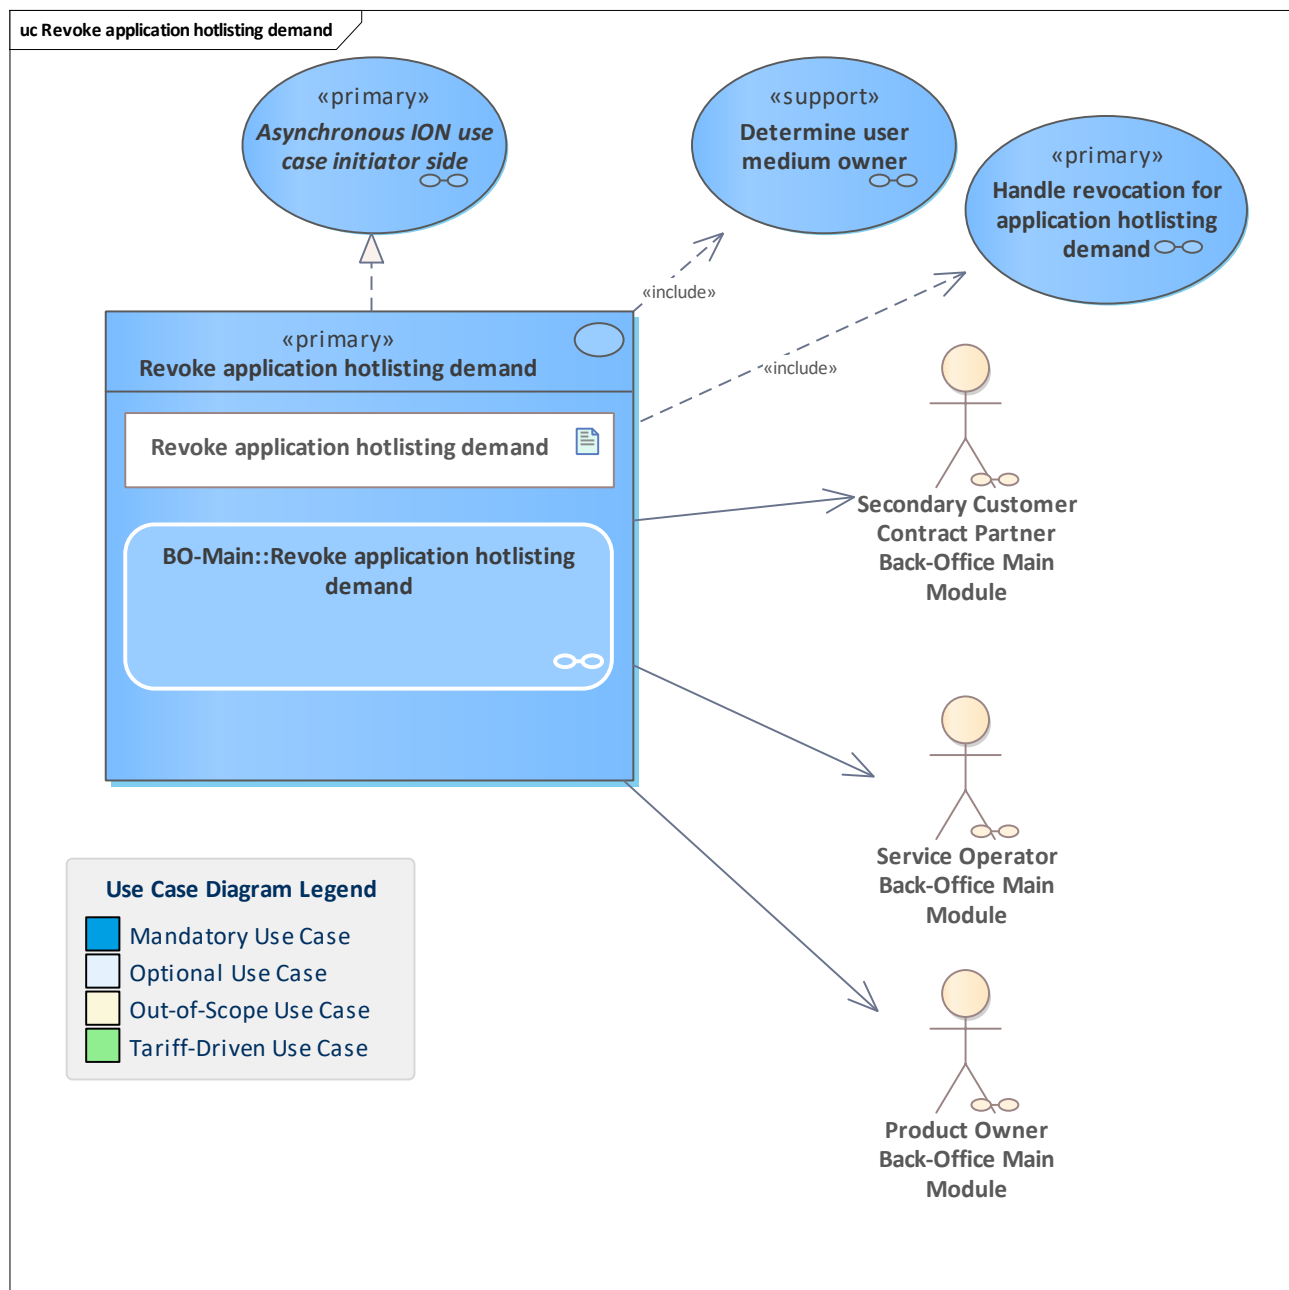 uc Revoke application hotlisting demand
«primary»
Asynchronous ION use
case initiator side
«support»
Determine user
medium owner
«primary»
Handle revocation for
application hotlisting
demand
«include»
«include»
«primary»
Revoke application hotlisting demand
Revoke application hotlisting demand
BO-Main::Revoke application hotlisting
demand
Secondary Customer
Contract Partner
Back-Office Main
Module
Service Operator
Back-Office Main
Module
Product Owner
Back-Office Main
Module
Use Case Diagram Legend
Mandatory Use Case
Optional Use Case
Out-of-Scope Use Case
Tariff-Driven Use Case